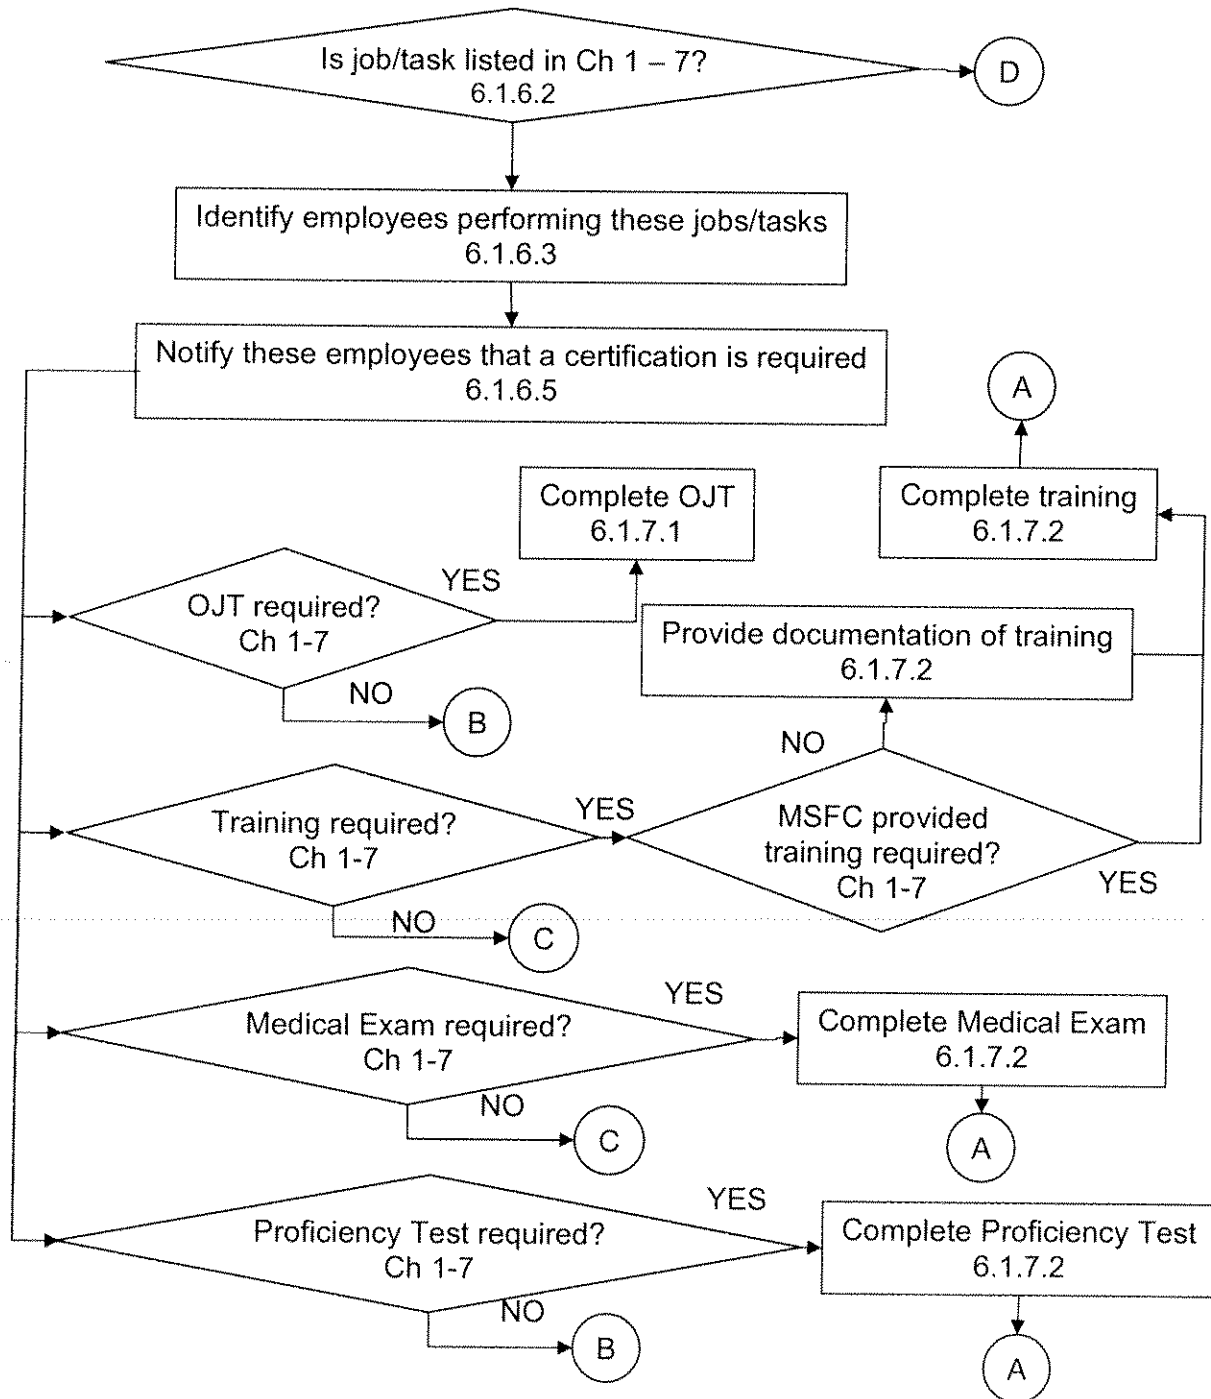 Is job/task listed in Ch 1 – 7?
6.1.6.2
D
Identify employees performing these jobs/tasks
6.1.6.3
Notify these employees that a certification is required
6.1.6.5
A
Complete OJT
6.1.7.1
Complete training
6.1.7.2
YES
OJT required?
Ch 1-7
Provide documentation of training
6.1.7.2
NO
B
NO
Training required?
Ch 1-7
YES
MSFC provided
training required?
Ch 1-7
YES
NO
C
Medical Exam required?
Ch 1-7
YES
Complete Medical Exam
6.1.7.2
NO
C
A
Proficiency Test required?
Ch 1-7
YES
Complete Proficiency Test
6.1.7.2
NO
B
A